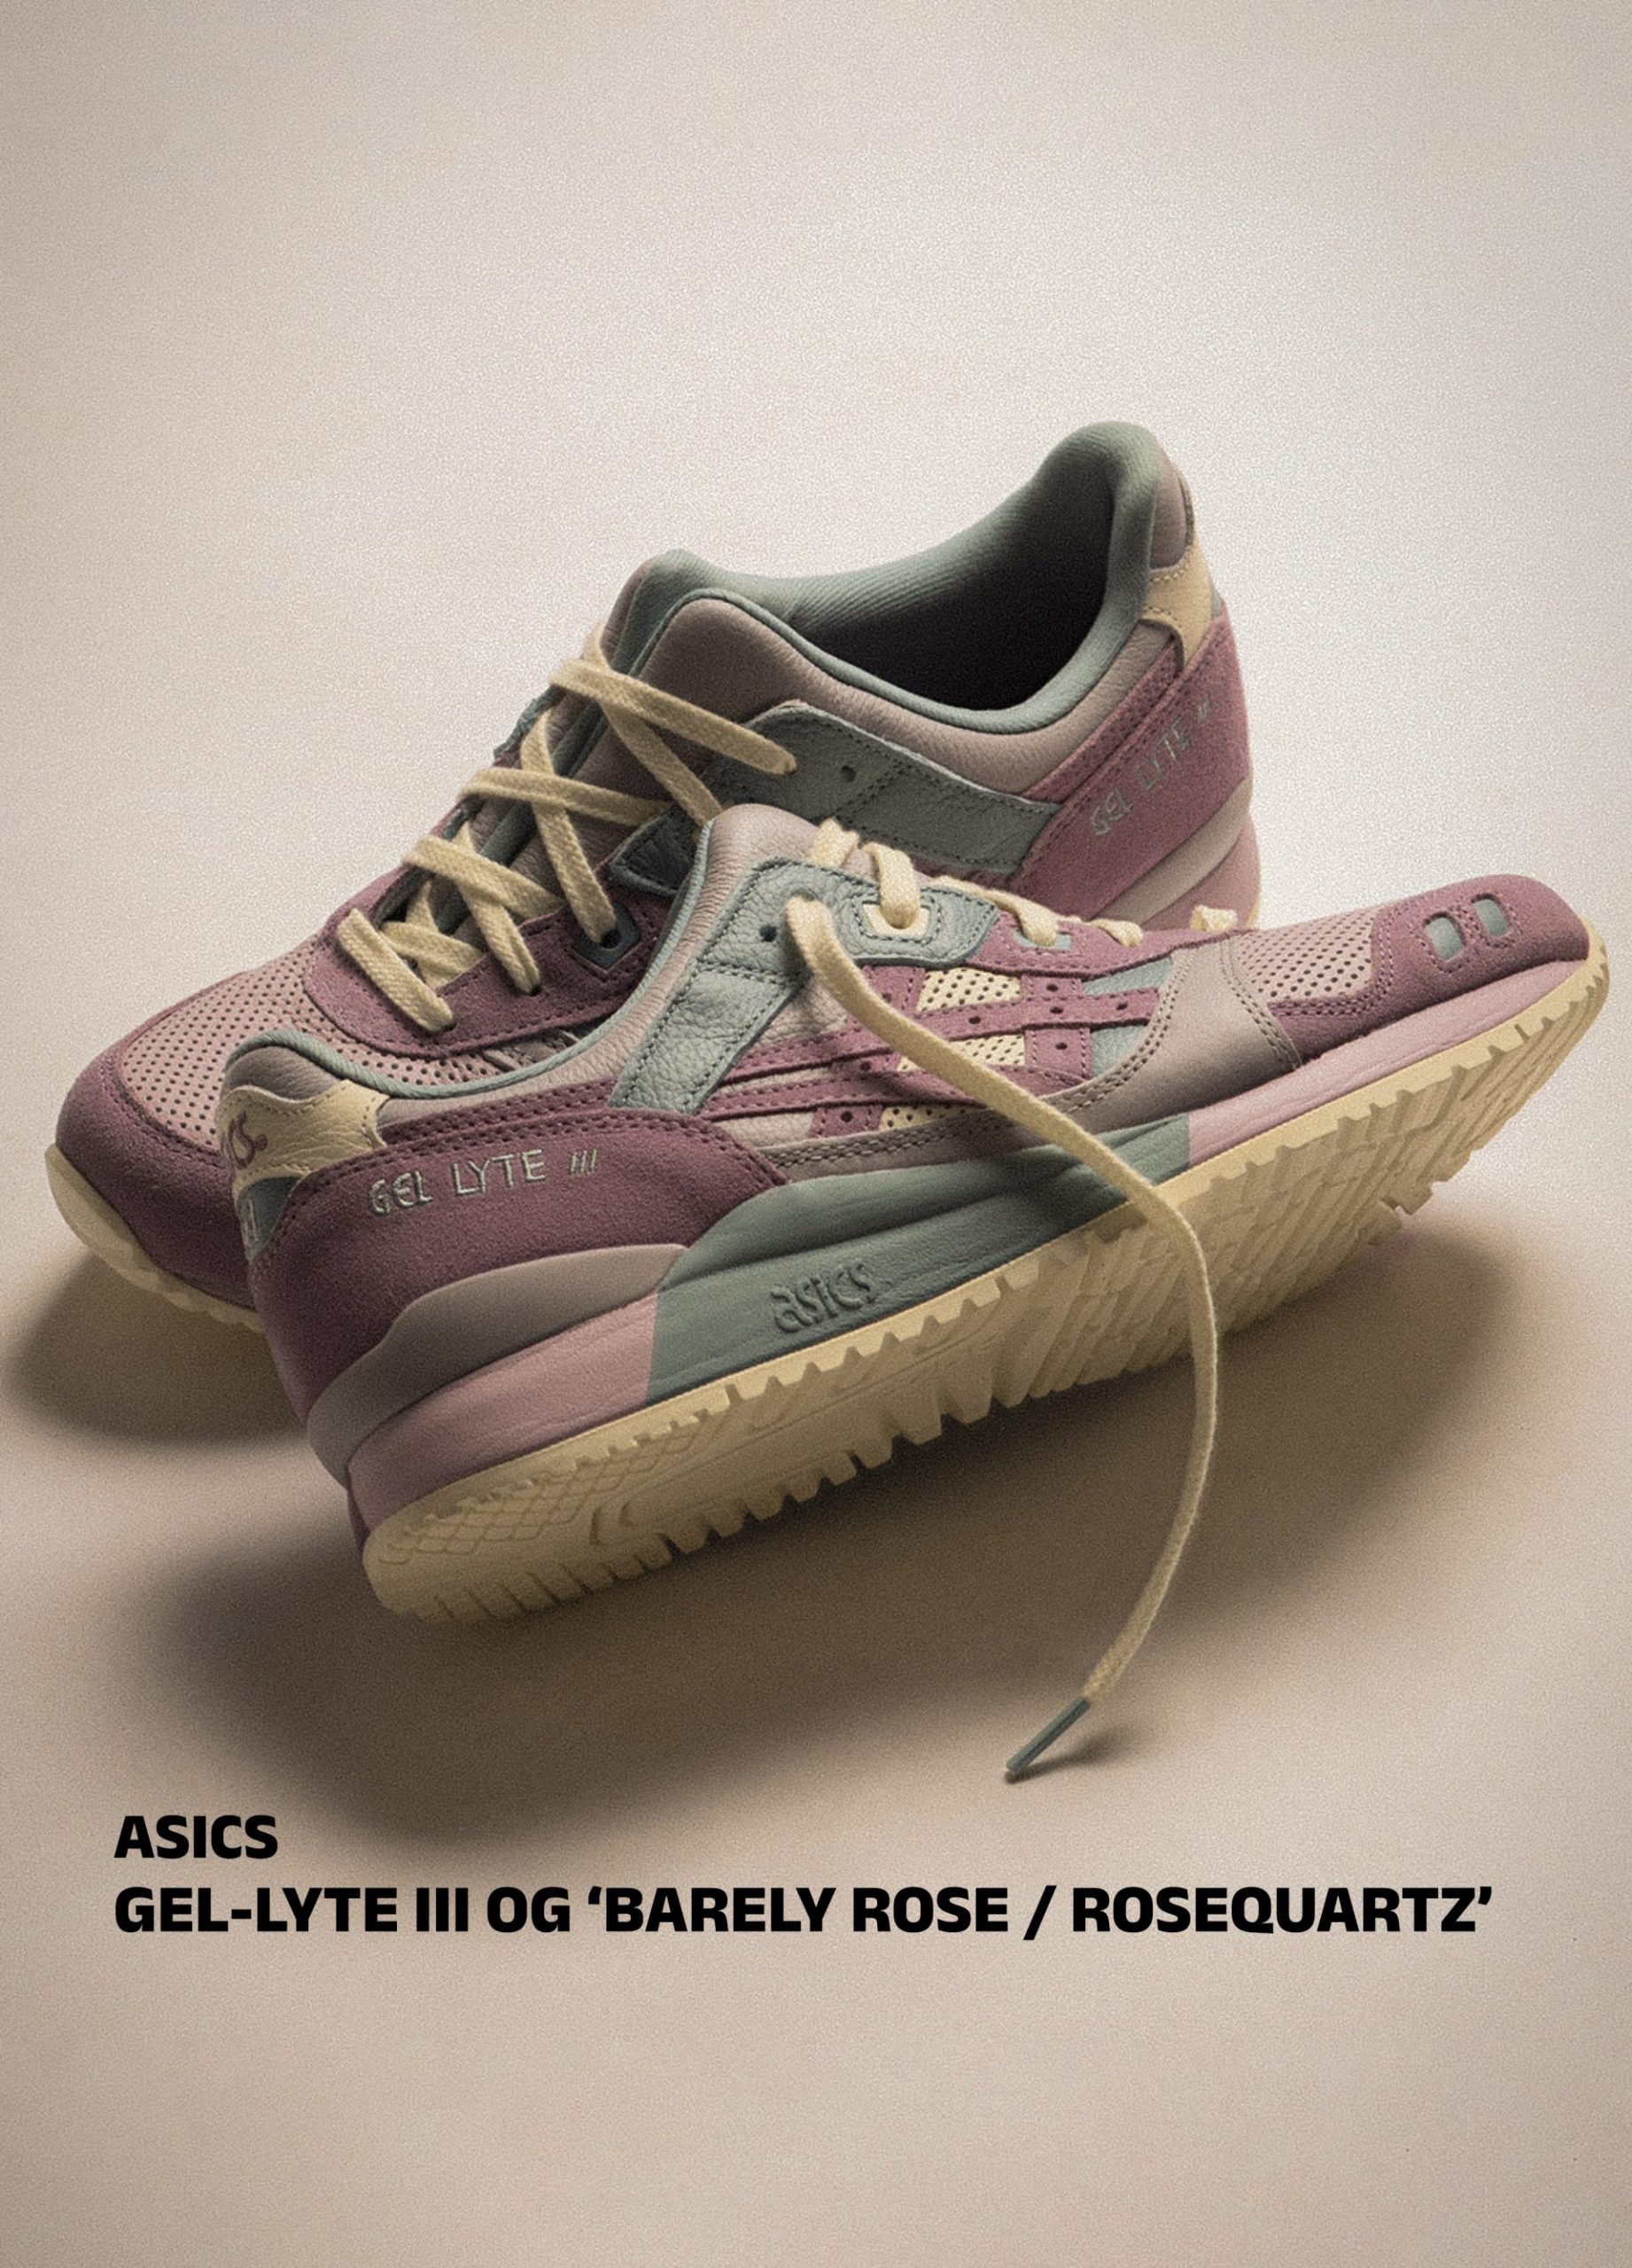 GEL LYTE III
GEL LYTE III
asics
ASICS
GEL-LYTE III OG ‘BARELY ROSE / ROSEQUARTZ’